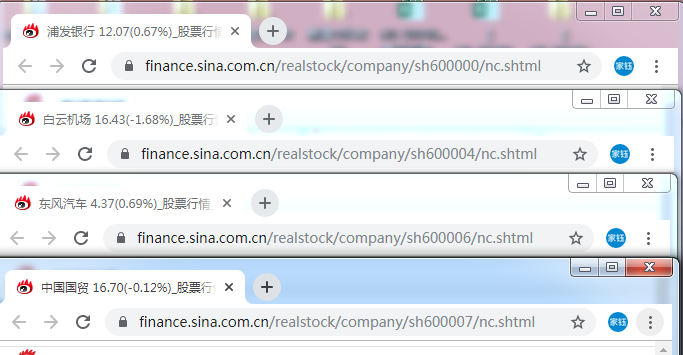 浦发银行 12.07(0.67%)_股票行情
finance.sina.com.cn/realstock/company/sh600000/nc.shtml
家钰
白云机场 16.43(-1.68%)_股票行
finance.sina.com.cn/realstock/company/sh600004/nc.shtml
家钰
东风汽车 4.37(0.69%)_股票行情_
finance.sina.com.cn/realstock/company/sh600006/nc.shtml
家钰
中国国贸 16.70(-0.12%)_股票行
finance.sina.com.cn/realstock/company/sh600007/nc.shtml
家钰